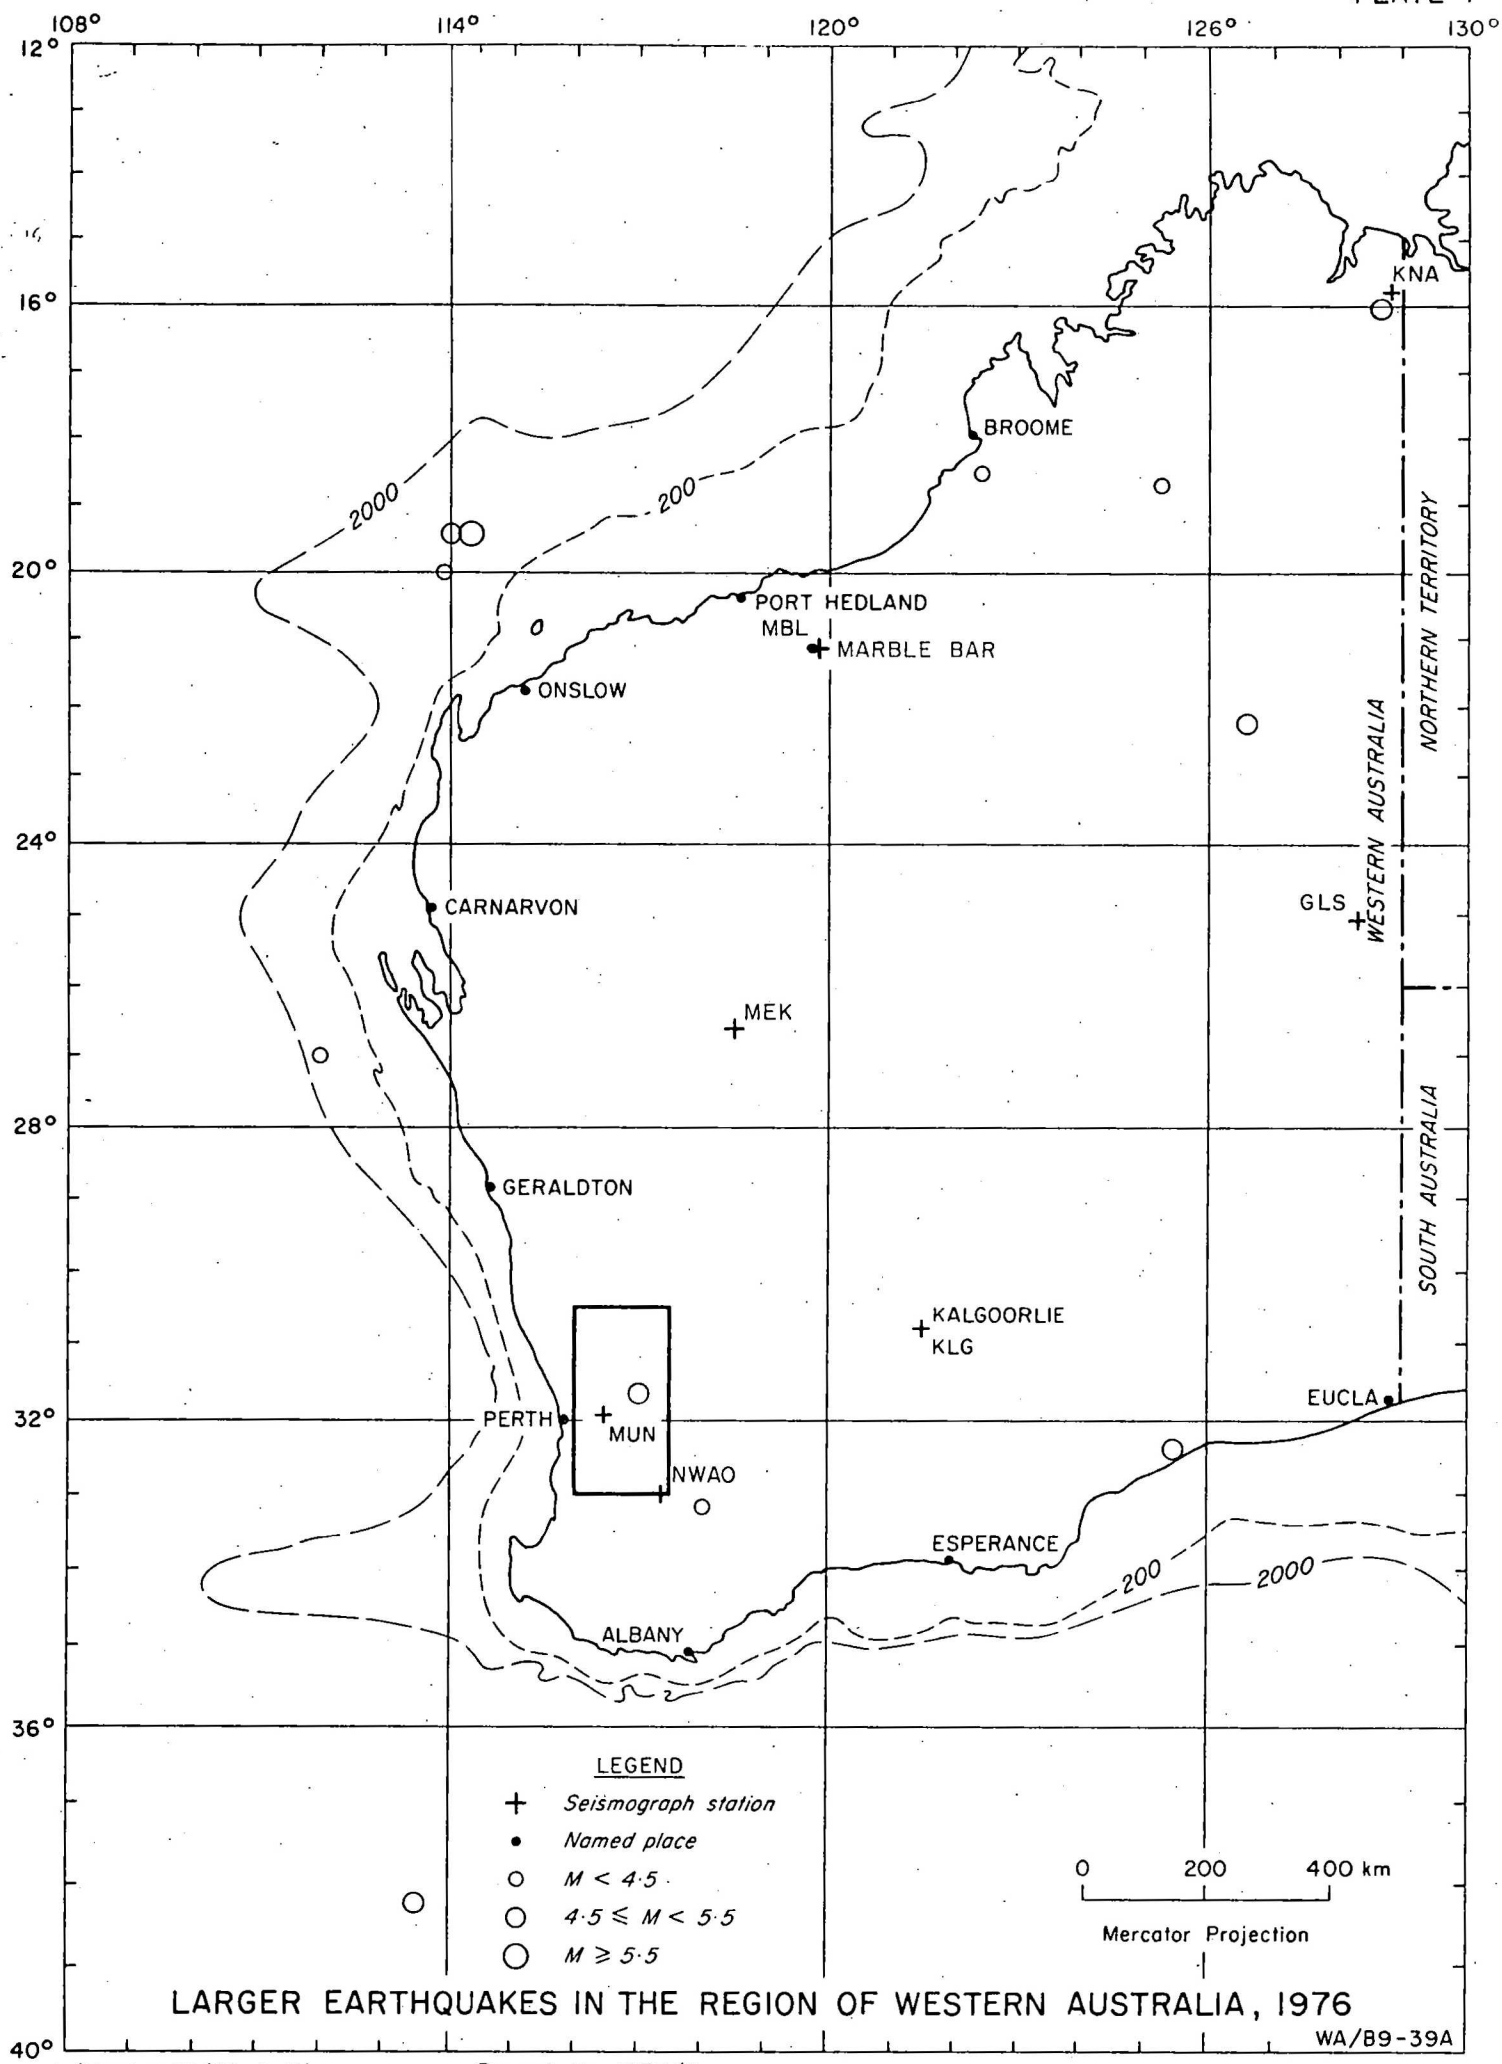 108°
114°
120°
126°
130°
12°
16°
KNA
16°
BROOME
2000
200
20°
PORT HEDLAND
MBL
MARBLE BAR
ONSLOW
NORTHERN TERRITORY
WESTERN AUSTRALIA
24°
CARNARVON
GLS
MEK
28°
GERALDTON
SOUTH AUSTRALIA
KALGOORLIE
KLG
EUCLA
32°
PERTH
MUN
NWAO
ESPERANCE
200
2000
ALBANY
36°
LEGEND
Seismograph station
Named place
M < 4·5
4·5 ≤ M < 5·5
M ≥ 5·5
0 200 400 km
Mercator Projection
LARGER EARTHQUAKES IN THE REGION OF WESTERN AUSTRALIA, 1976
WA/B9-39A
40°